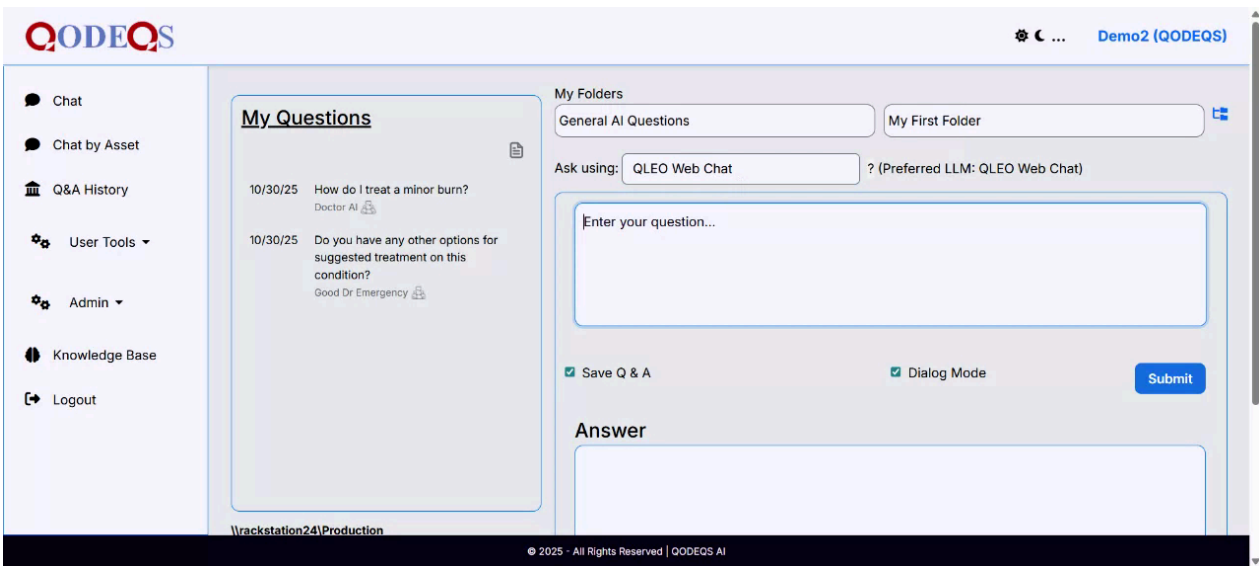 QODEQS
... Demo2 (QODEQS)
Chat
Chat by Asset
Q&A History
User Tools
Admin
Knowledge Base
Logout
My Questions
10/30/25 How do I treat a minor burn?
Doctor AI
10/30/25 Do you have any other options for
suggested treatment on this
condition?
Good Dr Emergency
\\rackstation24\Production
My Folders
General AI Questions My First Folder
Ask using: QLEO Web Chat ? (Preferred LLM: QLEO Web Chat)
Enter your question...
Save Q & A Dialog Mode Submit
Answer
© 2025 - All Rights Reserved | QODEQS AI